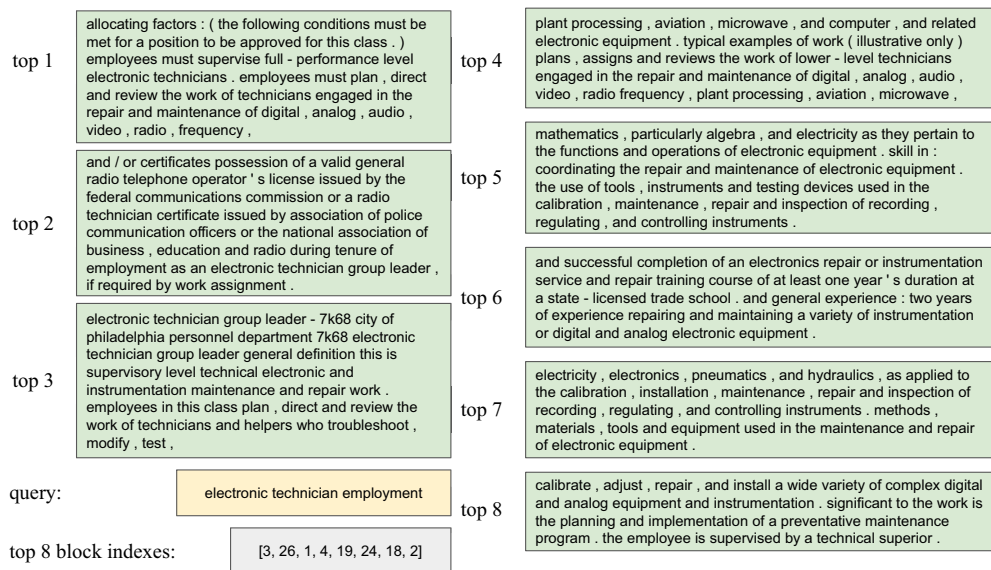 top 1
allocating factors : ( the following conditions must be
met for a position to be approved for this class . )
employees must supervise full - performance level
electronic technicians . employees must plan , direct
and review the work of technicians engaged in the
repair and maintenance of digital , analog , audio ,
video , radio , frequency ,
top 2
and / or certificates possession of a valid general
radio telephone operator ' s license issued by the
federal communications commission or a radio
technician certificate issued by association of police
communication officers or the national association of
business , education and radio during tenure of
employment as an electronic technician group leader ,
if required by work assignment .
top 3
electronic technician group leader - 7k68 city of
philadelphia personnel department 7k68 electronic
technician group leader general definition this is
supervisory level technical electronic and
instrumentation maintenance and repair work .
employees in this class plan , direct and review the
work of technicians and helpers who troubleshoot ,
modify , test ,
query:
electronic technician employment
top 8 block indexes:
[3, 26, 1, 4, 19, 24, 18, 2]
top 4
plant processing , aviation , microwave , and computer , and related
electronic equipment . typical examples of work ( illustrative only )
plans , assigns and reviews the work of lower - level technicians
engaged in the repair and maintenance of digital , analog , audio ,
video , radio frequency , plant processing , aviation , microwave ,
top 5
mathematics , particularly algebra , and electricity as they pertain to
the functions and operations of electronic equipment . skill in :
coordinating the repair and maintenance of electronic equipment .
the use of tools , instruments and testing devices used in the
calibration , maintenance , repair and inspection of recording ,
regulating , and controlling instruments .
top 6
and successful completion of an electronics repair or instrumentation
service and repair training course of at least one year ' s duration at
a state - licensed trade school . and general experience : two years
of experience repairing and maintaining a variety of instrumentation
or digital and analog electronic equipment .
top 7
electricity , electronics , pneumatics , and hydraulics , as applied to
the calibration , installation , maintenance , repair and inspection of
recording , regulating , and controlling instruments . methods ,
materials , tools and equipment used in the maintenance and repair
of electronic equipment .
top 8
calibrate , adjust , repair , and install a wide variety of complex digital
and analog equipment and instrumentation . significant to the work is
the planning and implementation of a preventative maintenance
program . the employee is supervised by a technical superior .